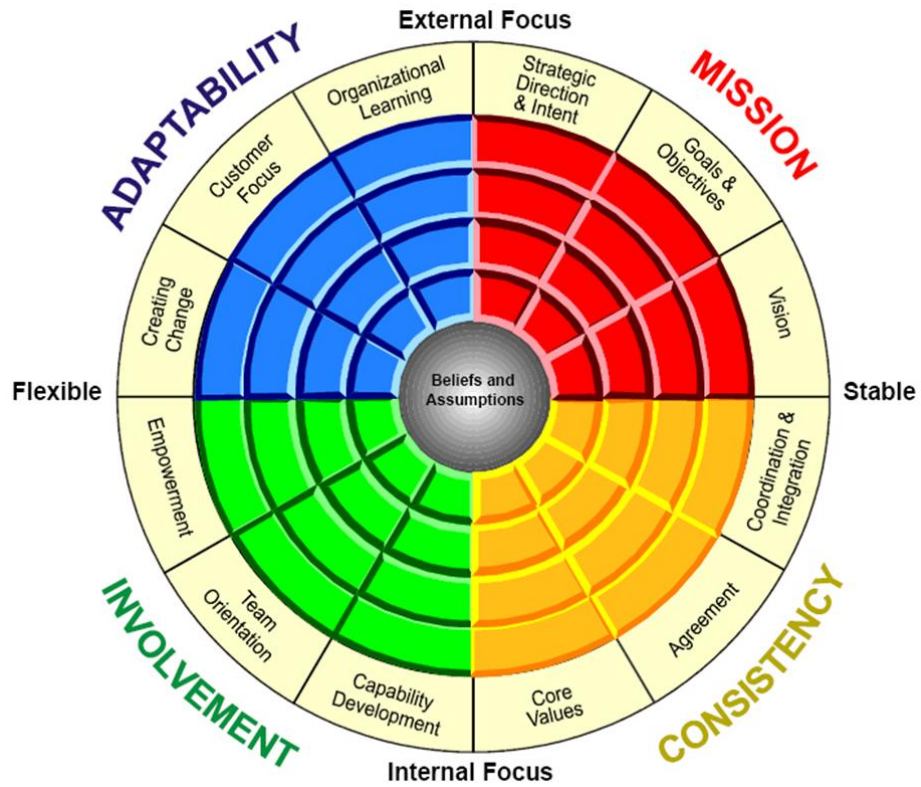 External Focus
ADAPTABILITY
MISSION
Organizational
Learning
Strategic
Direction
& Intent
Customer
Focus
Goals &
Objectives
Creating
Change
Vision
Flexible
Beliefs and
Assumptions
Stable
Empowerment
Coordination &
Integration
Team
Orientation
Agreement
Capability
Development
Core
Values
INVOLVEMENT
CONSISTENCY
Internal Focus